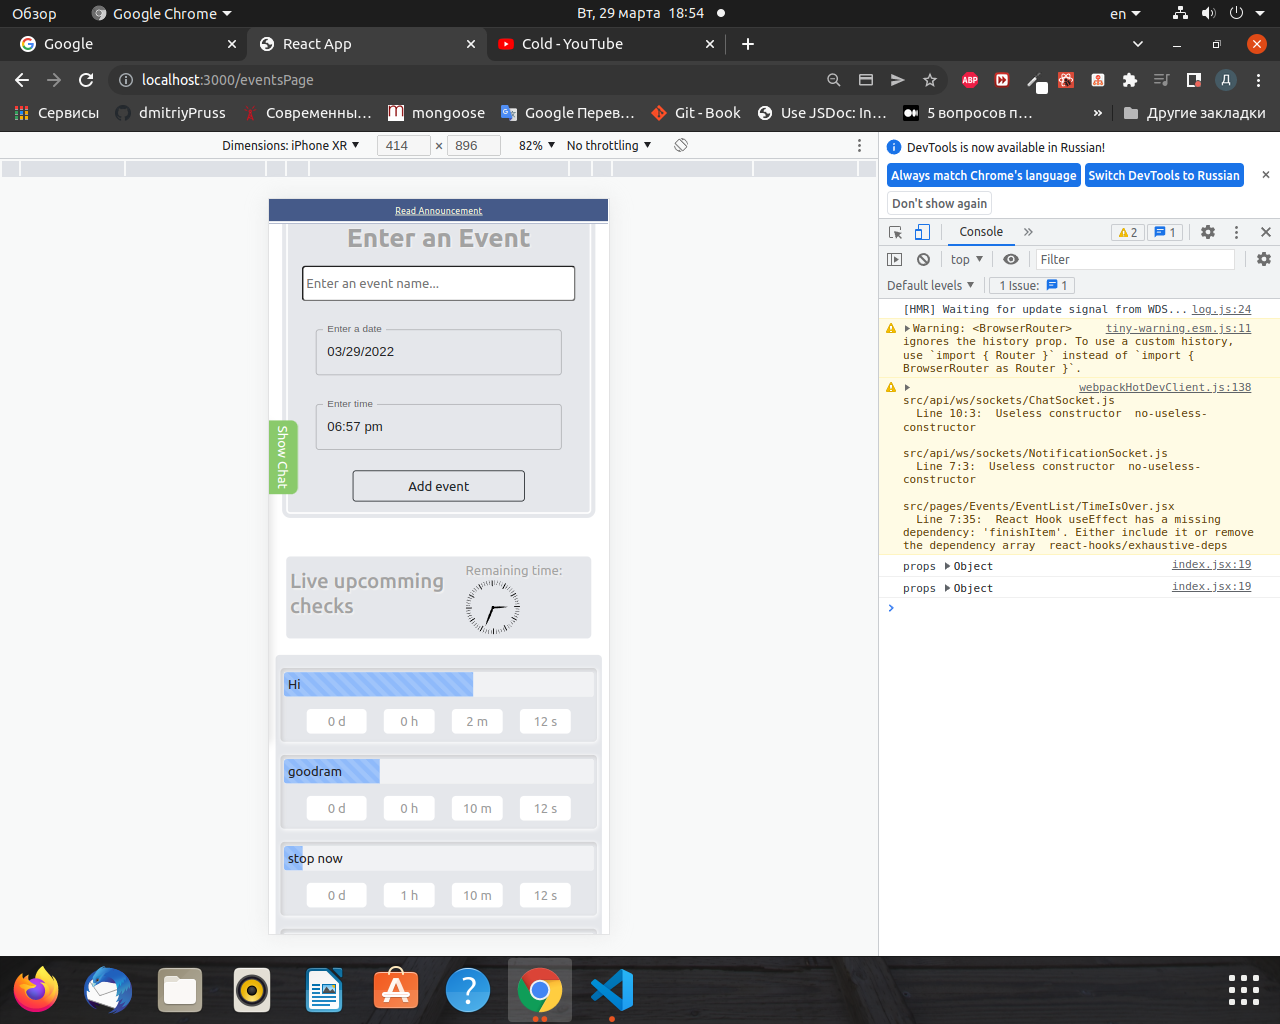 Обзор
Google Chrome
Вт, 29 марта 18:54
en
Google
React App
Cold - YouTube
localhost:3000/eventsPage
ABP
Д
Сервисы
dmitriyPruss
Современны...
mongoose
Google Перев...
Git - Book
Use JSDoc: In...
5 вопросов п...
»
Другие закладки
Dimensions: iPhone XR
414
×
896
82%
No throttling
DevTools is now available in Russian!
Always match Chrome's language
Switch DevTools to Russian
Don't show again
Console
»
2
1
top
Filter
Default levels
1 Issue:
1
[HMR] Waiting for update signal from WDS...
log.js:24
Warning: <BrowserRouter>
tiny-warning.esm.js:11
ignores the history prop. To use a custom history,
use `import { Router }` instead of `import {
BrowserRouter as Router }`.
webpackHotDevClient.js:138
src/api/ws/sockets/ChatSocket.js
Line 10:3: Useless constructor no-useless-
constructor
src/api/ws/sockets/NotificationSocket.js
Line 7:3: Useless constructor no-useless-
constructor
src/pages/Events/EventList/TimeIsOver.jsx
Line 7:35: React Hook useEffect has a missing
dependency: 'finishItem'. Either include it or remove
the dependency array react-hooks/exhaustive-deps
props Object
index.jsx:19
props Object
index.jsx:19
Read Announcement
Enter an Event
Enter an event name...
Enter a date
03/29/2022
Enter time
06:57 pm
Show Chat
Add event
Live upcomming
checks
Remaining time:
Hi
0 d
0 h
2 m
12 s
goodram
0 d
0 h
10 m
12 s
stop now
0 d
1 h
10 m
12 s